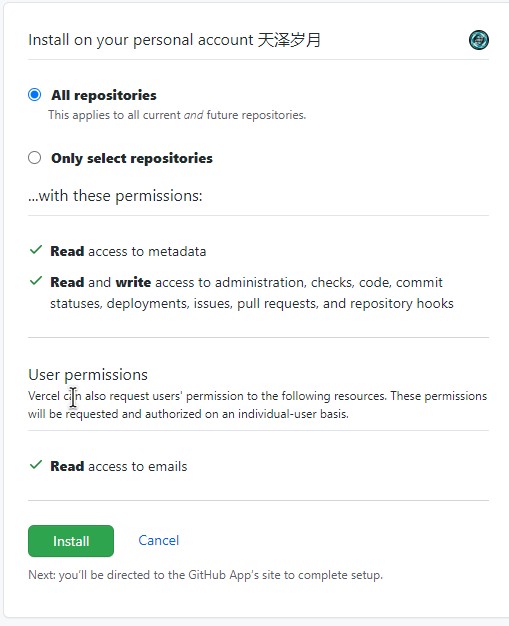 Install on your personal account 天泽岁月
All repositories
This applies to all current and future repositories.
Only select repositories
...with these permissions:
Read access to metadata
Read and write access to administration, checks, code, commit
statuses, deployments, issues, pull requests, and repository hooks
User permissions
Vercel can also request users' permission to the following resources. These permissions
will be requested and authorized on an individual-user basis.
Read access to emails
Install Cancel
Next: you'll be directed to the GitHub App's site to complete setup.